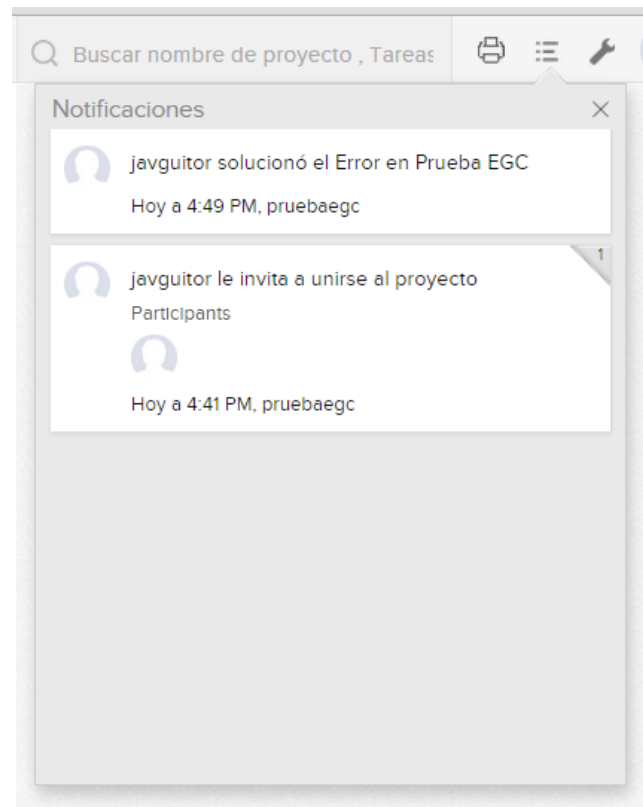 Buscar nombre de proyecto , Tareas
Notificaciones
javguitor solucionó el Error en Prueba EGC
Hoy a 4:49 PM, pruebaegc
1
javguitor le invita a unirse al proyecto
Participants
Hoy a 4:41 PM, pruebaegc